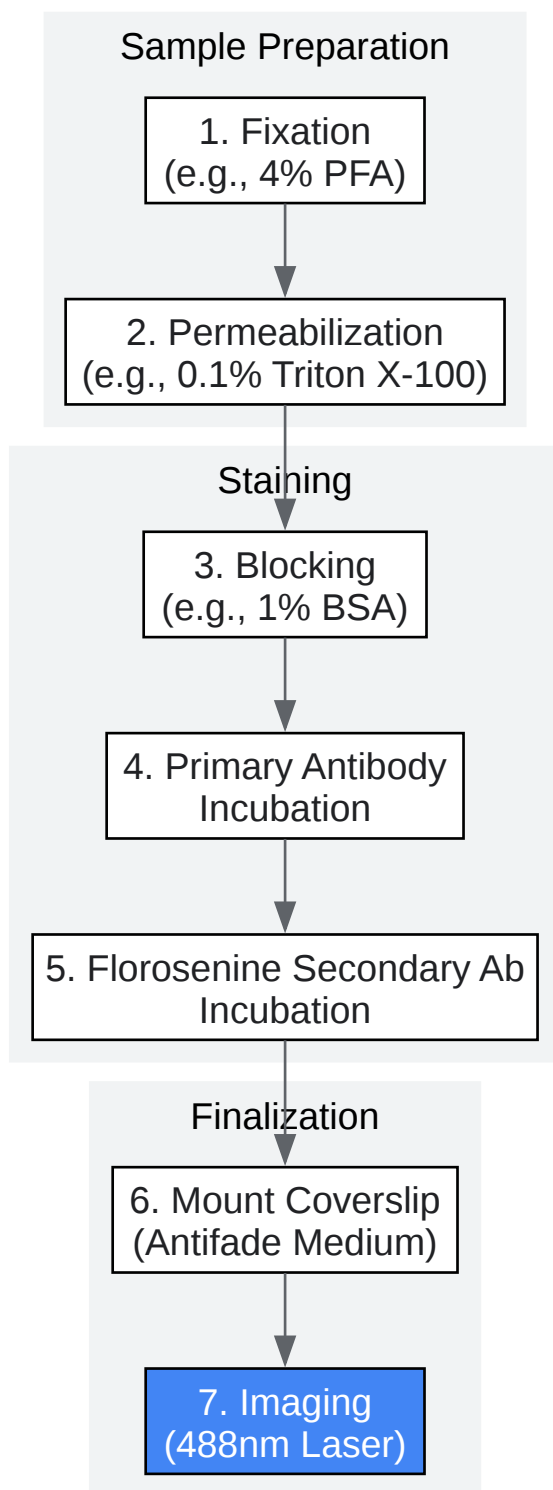 Sample Preparation
1. Fixation
(e.g., 4% PFA)
2. Permeabilization
(e.g., 0.1% Triton X-100)
Staining
3. Blocking
(e.g., 1% BSA)
4. Primary Antibody
Incubation
5. Florosenine Secondary Ab
Incubation
Finalization
6. Mount Coverslip
(Antifade Medium)
7. Imaging
(488nm Laser)